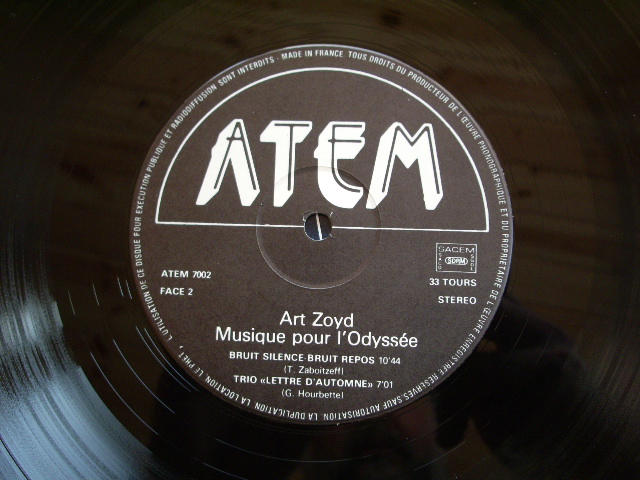 L'UTILISATION DE CE DISQUE POUR EXECUTION PUBLIQUE ET RADIODIFFUSION SONT INTERDITS - MADE IN FRANCE TOUS DROITS DU PRODUCTEUR DE L'ŒUVRE PHONOGRAPHIQUE ET DU PROPRIETAIRE DE L'ŒUVRE ENREGISTREE RESERVES. SAUF AUTORISATION LA DUPLICATION LA LOCATION LE PRET
ATEM
ATEM 7002
FACE 2
SACEM
SACD
SDRM
SGDL
33 TOURS
STEREO
Art Zoyd
Musique pour l'Odyssée
BRUIT SILENCE-BRUIT REPOS 10'44
(T. Zaboitzeff)
TRIO «LETTRE D'AUTOMNE» 7'01
(G. Hourbette)